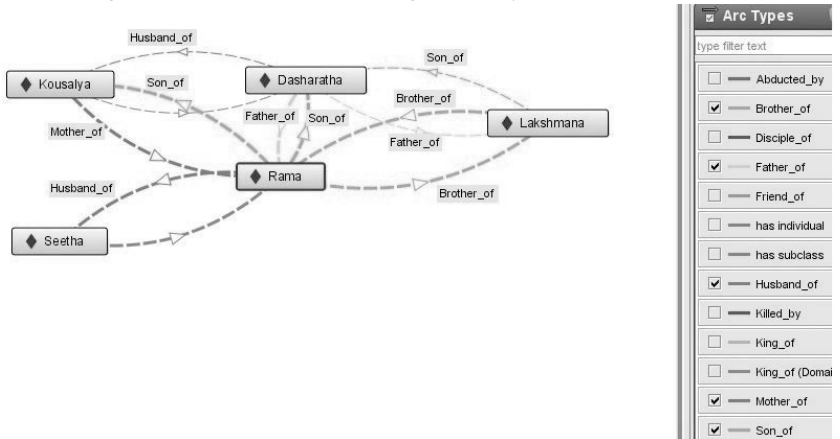 Husband_of
Kousalya
Son_of
Dasharatha
Son_of
Brother_of
Mother_of
Father_of
Son_of
Father_of
Lakshmana
Husband_of
Rama
Brother_of
Seetha
Arc Types
type filter text
Abducted_by
Brother_of
Disciple_of
Father_of
Friend_of
has individual
has subclass
Husband_of
Killed_by
King_of
King_of (Domai
Mother_of
Son_of